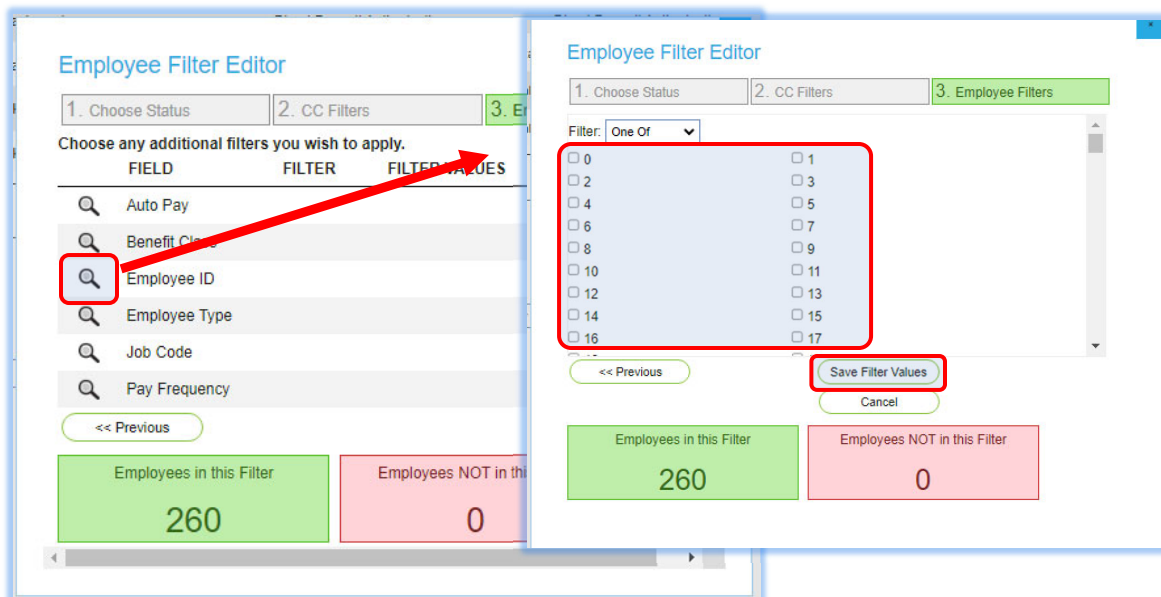 Employee Filter Editor
1. Choose Status
2. CC Filters
3. E
Choose any additional filters you wish to apply.
FIELD FILTER FILTER VALUES
Auto Pay
Benefit Class
Employee ID
Employee Type
Job Code
Pay Frequency
<< Previous
Employees in this Filter
260
Employees NOT in thi
0
Employee Filter Editor
1. Choose Status
2. CC Filters
3. Employee Filters
Filter: One Of
0 1
2 3
4 5
6 7
8 9
10 11
12 13
14 15
16 17
<< Previous
Save Filter Values
Cancel
Employees in this Filter
260
Employees NOT in this Filter
0